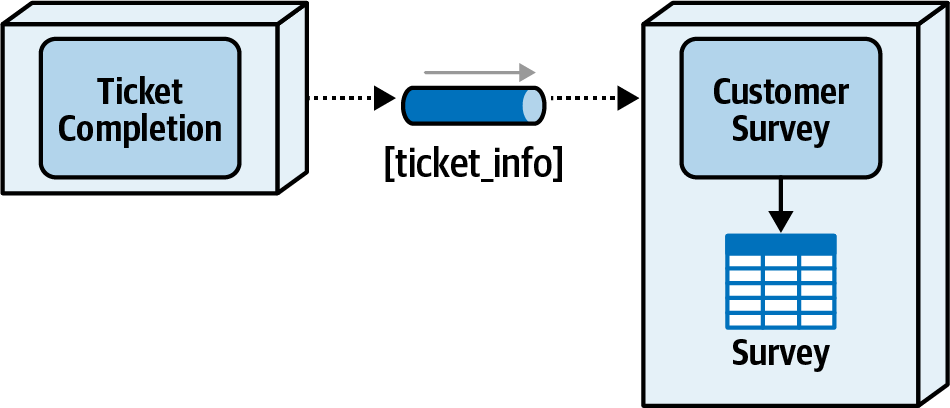 Ticket
Completion
[ticket_info]
Customer
Survey
Survey